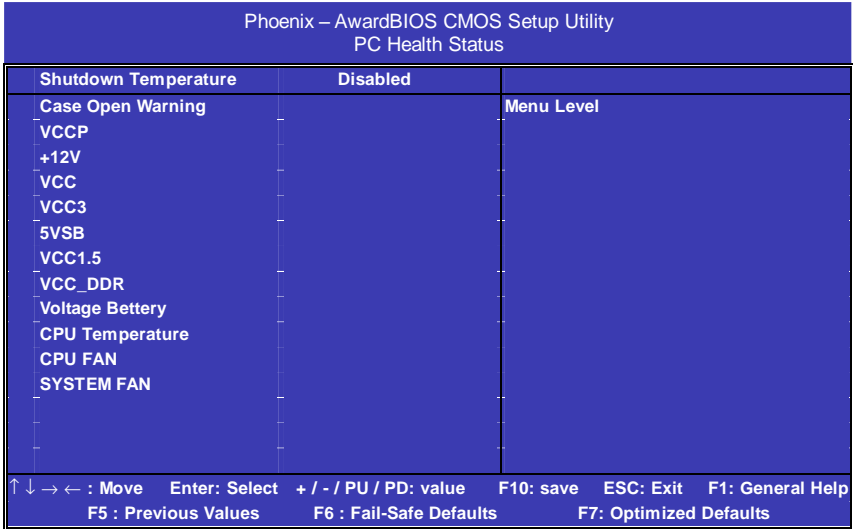 Phoenix – AwardBIOS CMOS Setup Utility
PC Health Status
Shutdown Temperature Disabled
Case Open Warning Menu Level
VCCP
+12V
VCC
VCC3
5VSB
VCC1.5
VCC_DDR
Voltage Bettery
CPU Temperature
CPU FAN
SYSTEM FAN
↑↓→← : Move Enter: Select + / - / PU / PD: value F10: save ESC: Exit F1: General Help
F5 : Previous Values F6 : Fail-Safe Defaults F7: Optimized Defaults